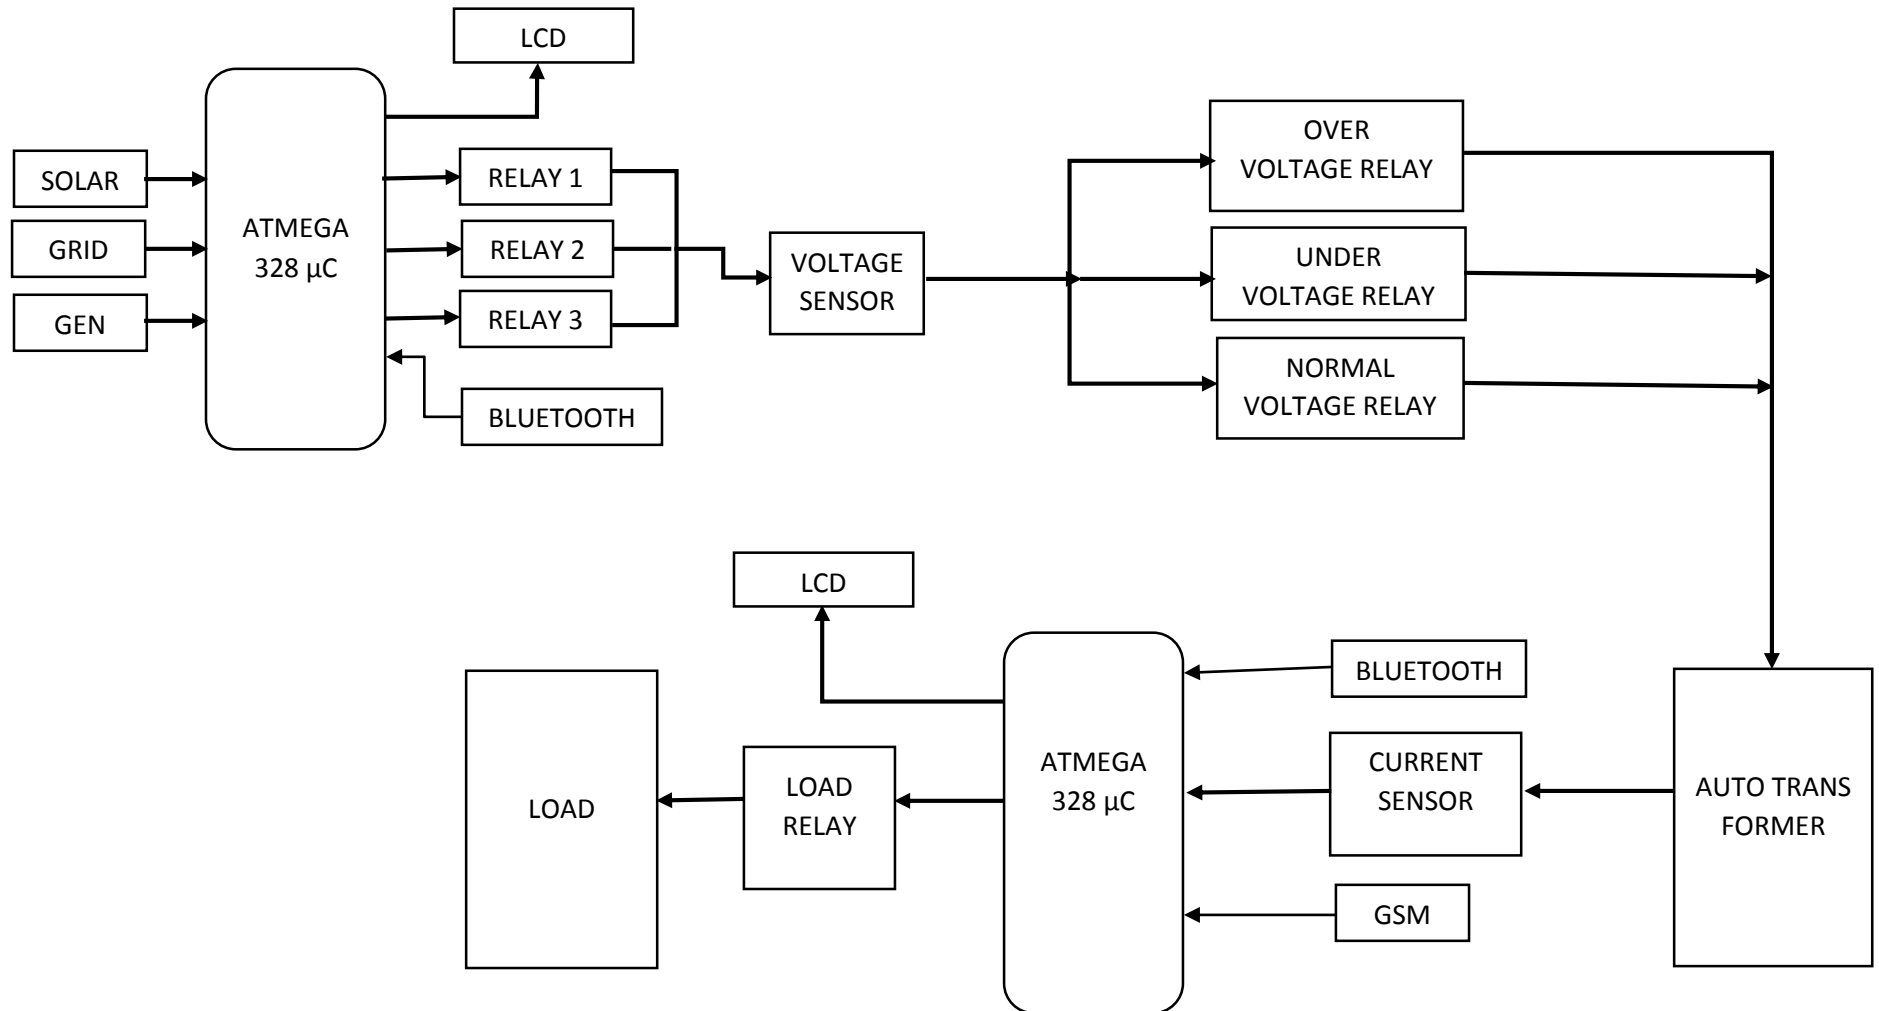 LCD
SOLAR
GRID
GEN
ATMEGA
328 µC
RELAY 1
RELAY 2
RELAY 3
BLUETOOTH
VOLTAGE
SENSOR
OVER
VOLTAGE RELAY
UNDER
VOLTAGE RELAY
NORMAL
VOLTAGE RELAY
LCD
LOAD
LOAD
RELAY
ATMEGA
328 µC
BLUETOOTH
CURRENT
SENSOR
GSM
AUTO TRANS
FORMER